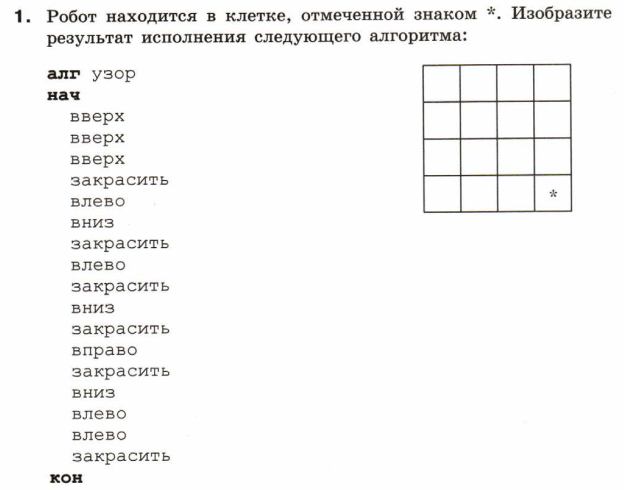 1. Робот находится в клетке, отмеченной знаком *. Изобразите
результат исполнения следующего алгоритма:
алг узор
нач
вверх
вверх
вверх
закрасить
влево
вниз
закрасить
влево
закрасить
вниз
закрасить
вправо
закрасить
вниз
влево
влево
закрасить
кон
*